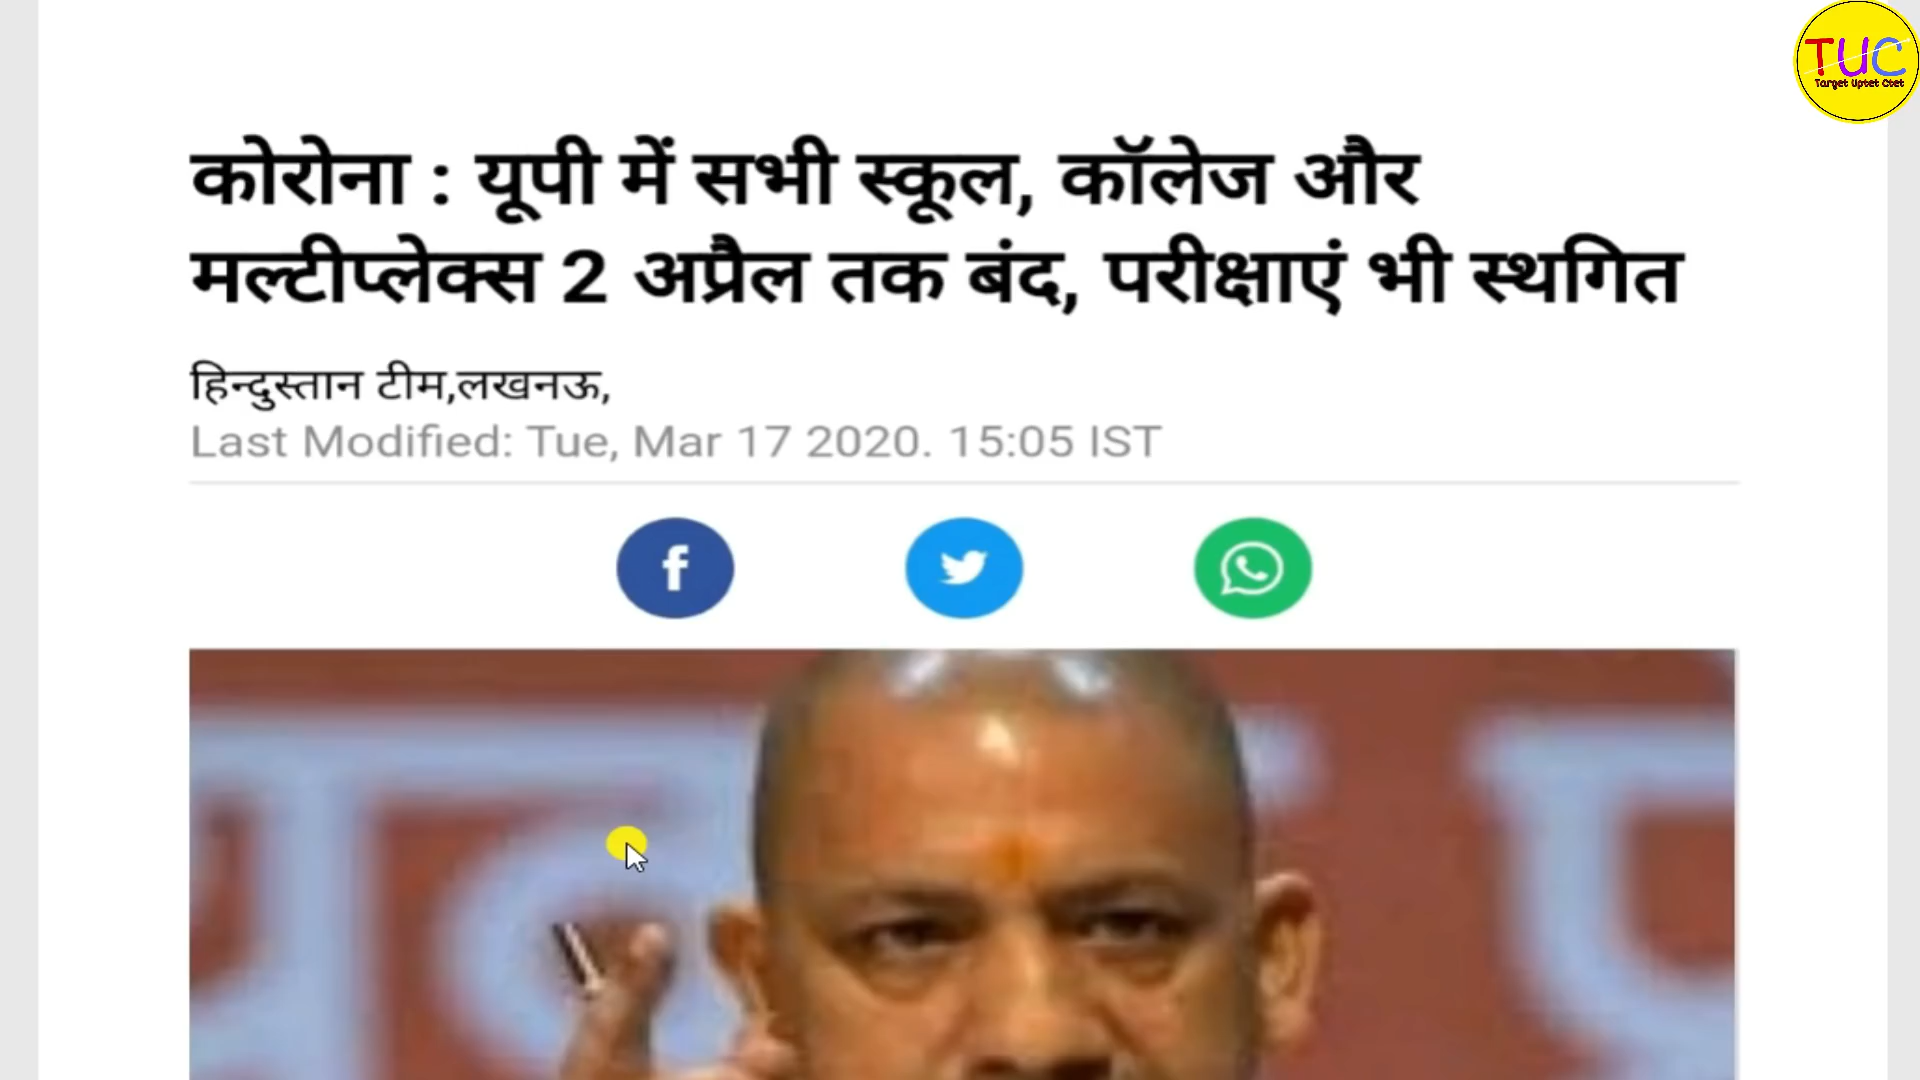 TUC
Target Uptet Ctet
कोरोना : यूपी में सभी स्कूल, कॉलेज और
मल्टीप्लेक्स 2 अप्रैल तक बंद, परीक्षाएं भी स्थगित
हिन्दुस्तान टीम,लखनऊ,
Last Modified: Tue, Mar 17 2020. 15:05 IST